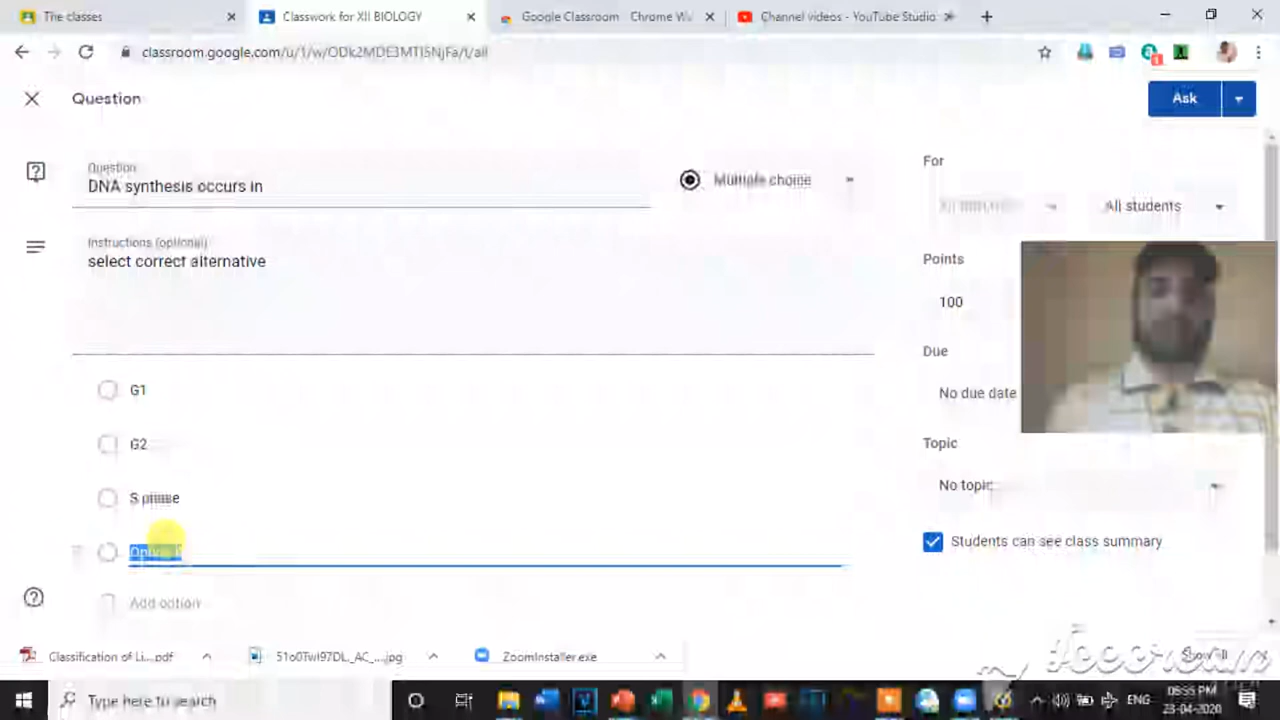 The classes
Classwork for XII BIOLOGY
Google Classroom
Channel videos - YouTube Studio
classroom.google.com/u/1/w/
Question
Ask
Question
DNA synthesis occurs in
Multiple choice
Instructions (optional)
select correct alternative
G1
G2
S
Add option
For
All students
Points
100
Due
No due date
Topic
No topic
Students can see class summary
Classification of Li....pdf
ZoomInstaller.exe
Type here to search
ENG
23-04-2020